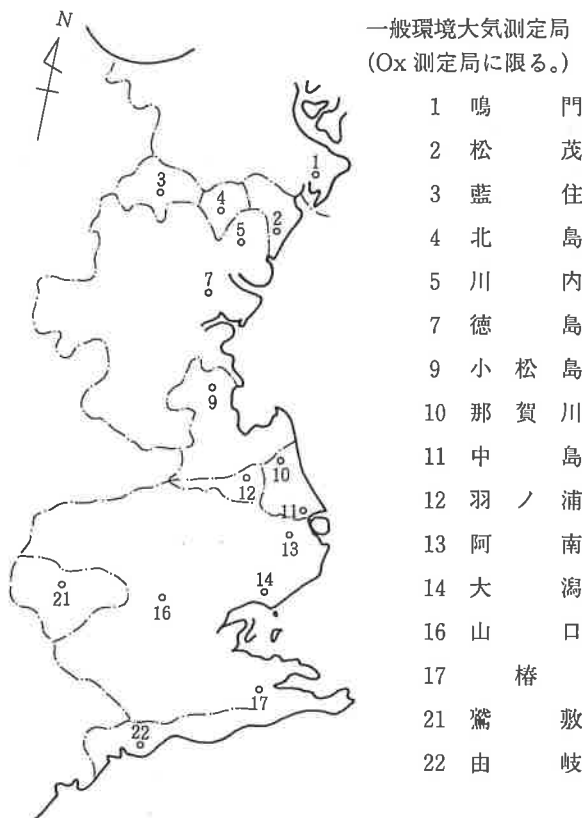 N
一般環境大気測定局
(Ox 測定局に限る。)
1 鳴門
2 松茂
3 藍住
4 北島
5 川内
7 徳島
9 小松島
10 那賀川
11 中島
12 羽ノ浦
13 阿南
14 大潟
16 山口
17 椿
21 鷲敷
22 由岐
1
3
4
2
5
7
9
10
12
11
13
14
21
16
17
22